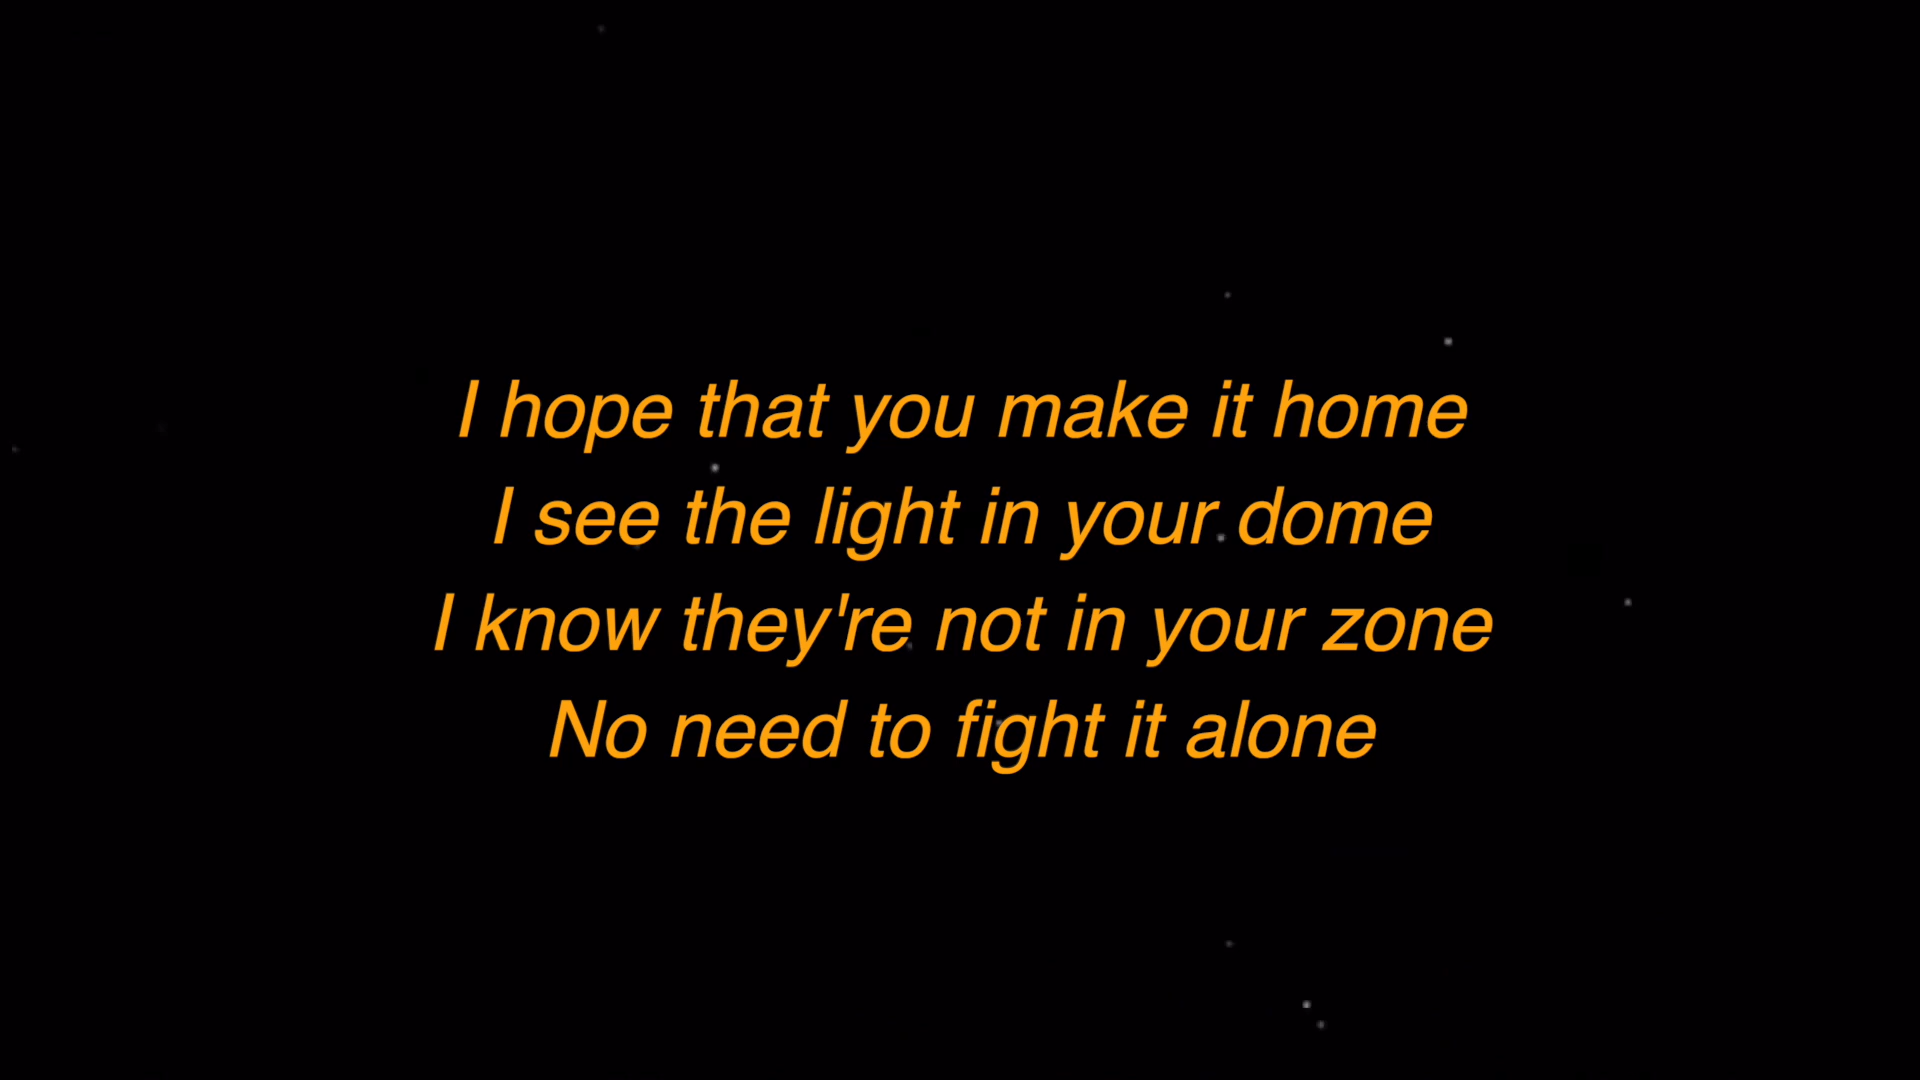 I hope that you make it home
I see the light in your dome
I know they're not in your zone
No need to fight it alone